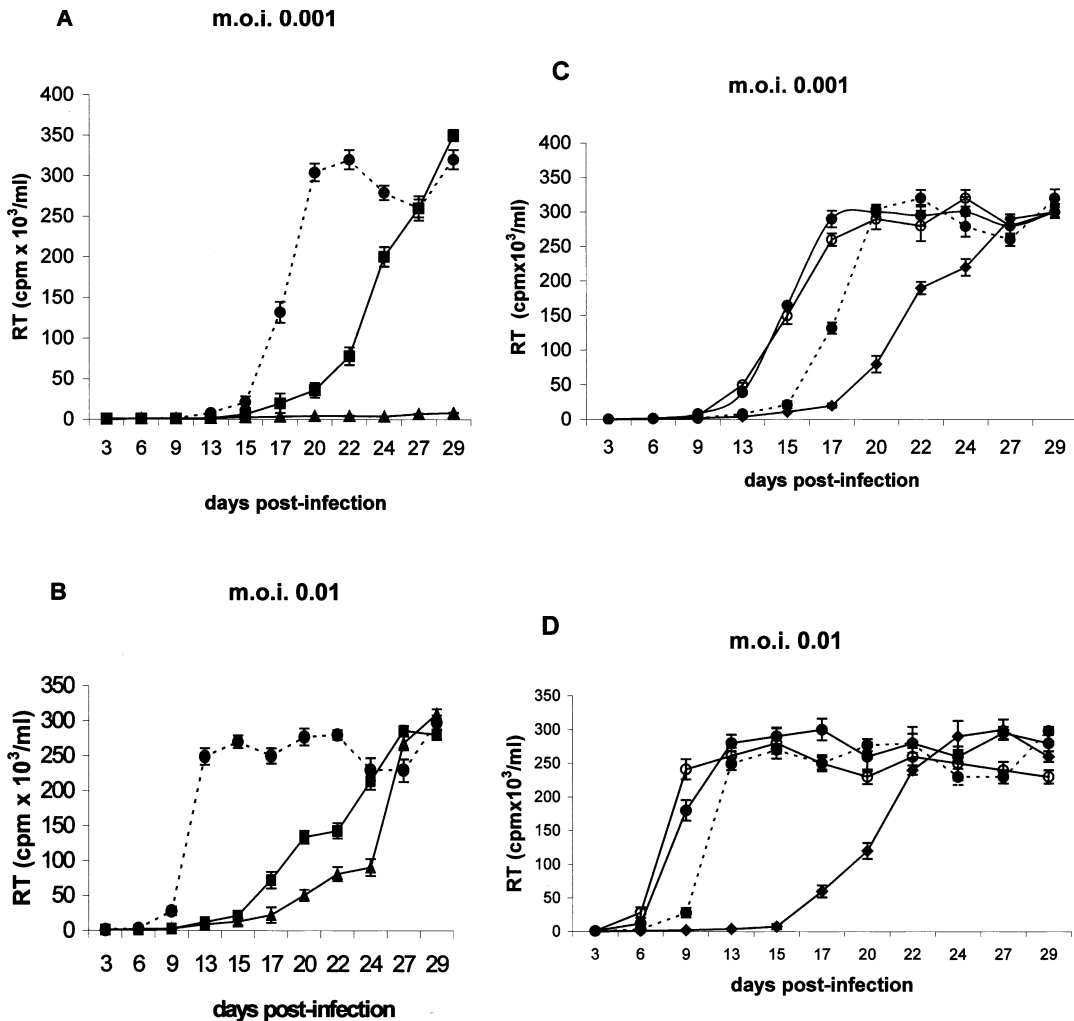 A
m.o.i. 0.001
400
350
300
250
200
150
100
50
0
RT (cpm x 10³/ml)
3 6 9 13 15 17 20 22 24 27 29
days post-infection
C
m.o.i. 0.001
400
350
300
250
200
150
100
50
0
RT (cpmx10³/ml)
3 6 9 13 15 17 20 22 24 27 29
days post-infection
B
m.o.i. 0.01
350
300
250
200
150
100
50
0
RT (cpm x 10³/ml)
3 6 9 13 15 17 20 22 24 27 29
days post-infection
D
m.o.i. 0.01
350
300
250
200
150
100
50
0
RT (cpmx10³/ml)
3 6 9 13 15 17 20 22 24 27 29
days post-infection